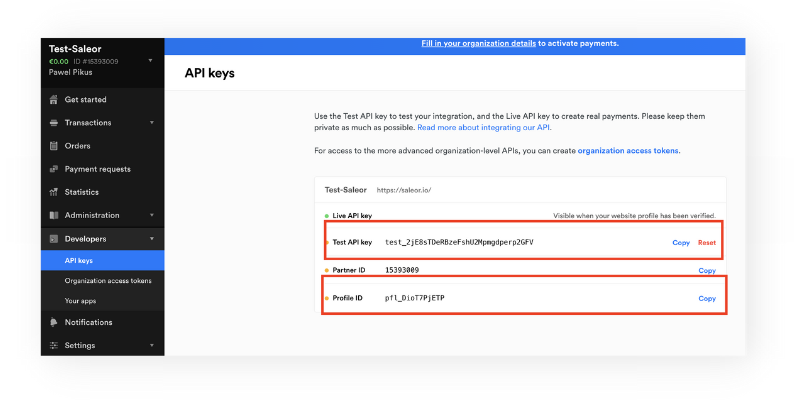 Test-Saleor
€0.00 ID #15393009
Pawel Pikus
Get started
Transactions
Orders
Payment requests
Statistics
Administration
Developers
API keys
Organization access tokens
Your apps
Notifications
Settings
Fill in your organization details to activate payments.
API keys
Use the Test API key to test your integration, and the Live API key to create real payments. Please keep them
private as much as possible. Read more about integrating our API.
For access to the more advanced organization-level APIs, you can create organization access tokens.
Test-Saleor https://saleor.io/
Live API key Visible when your website profile has been verified.
Test API key test_2jE8sTDeRBzeFshU2Mpmgdperp2GFV Copy Reset
Partner ID 15393009 Copy
Profile ID pfl_DioT7PjETP Copy